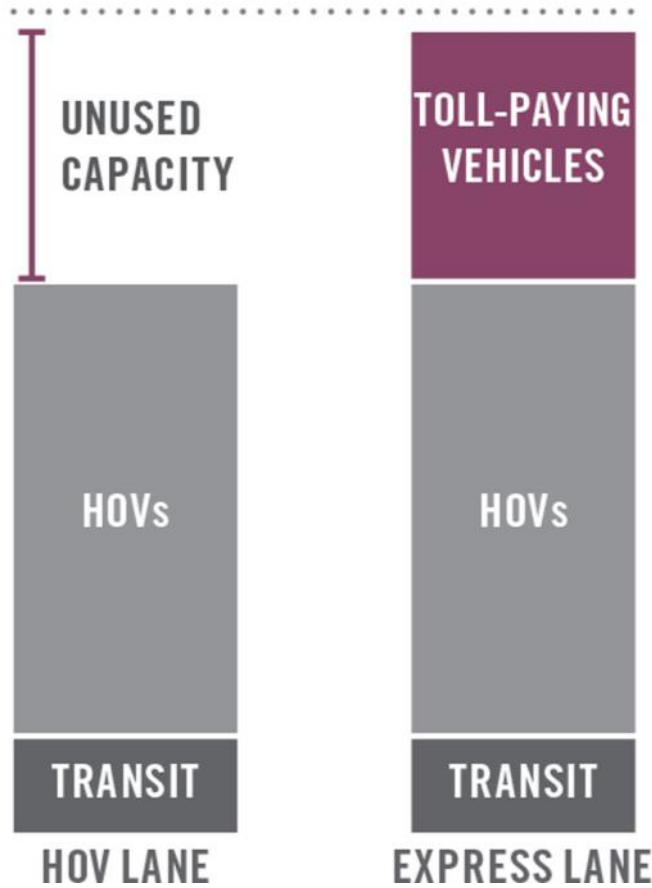 UNUSED
CAPACITY
TOLL-PAYING
VEHICLES
HOVs
HOVs
TRANSIT
TRANSIT
HOV LANE
EXPRESS LANE